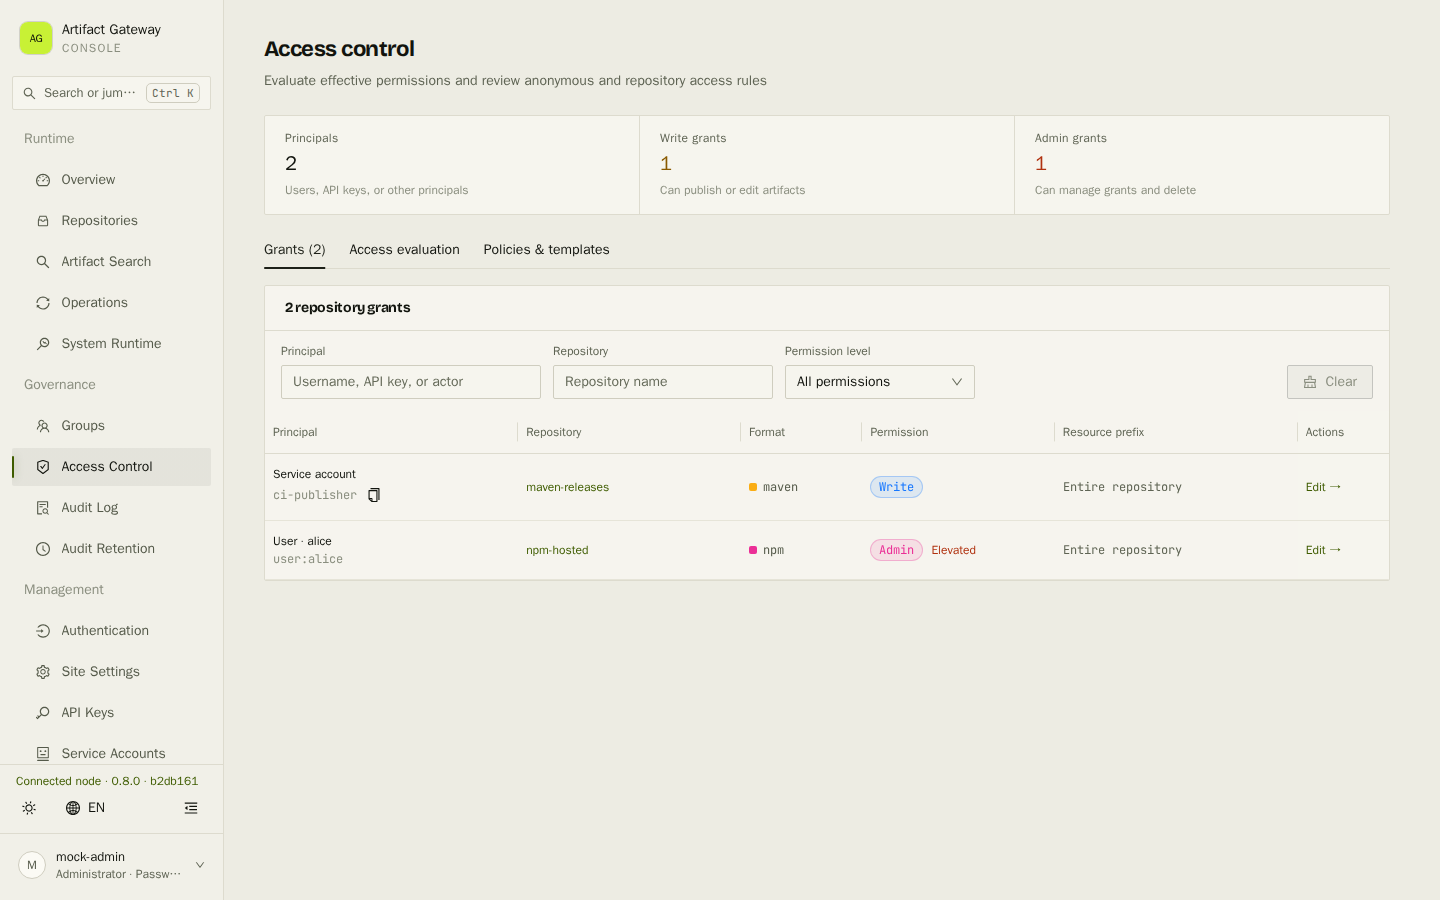 AG
Artifact Gateway
CONSOLE
Search or jum···
Ctrl K
Runtime
Overview
Repositories
Artifact Search
Operations
System Runtime
Governance
Groups
Access Control
Audit Log
Audit Retention
Management
Authentication
Site Settings
API Keys
Service Accounts
Connected node · 0.8.0 · b2db161
EN
M
mock-admin
Administrator · Passw···
Access control
Evaluate effective permissions and review anonymous and repository access rules
Principals
2
Users, API keys, or other principals
Write grants
1
Can publish or edit artifacts
Admin grants
1
Can manage grants and delete
Grants (2)
Access evaluation
Policies & templates
2 repository grants
Principal
Repository
Permission level
Username, API key, or actor
Repository name
All permissions
Clear
Principal
Repository
Format
Permission
Resource prefix
Actions
Service account
ci-publisher
maven-releases
maven
Write
Entire repository
Edit →
User · alice
user:alice
npm-hosted
npm
Admin
Elevated
Entire repository
Edit →